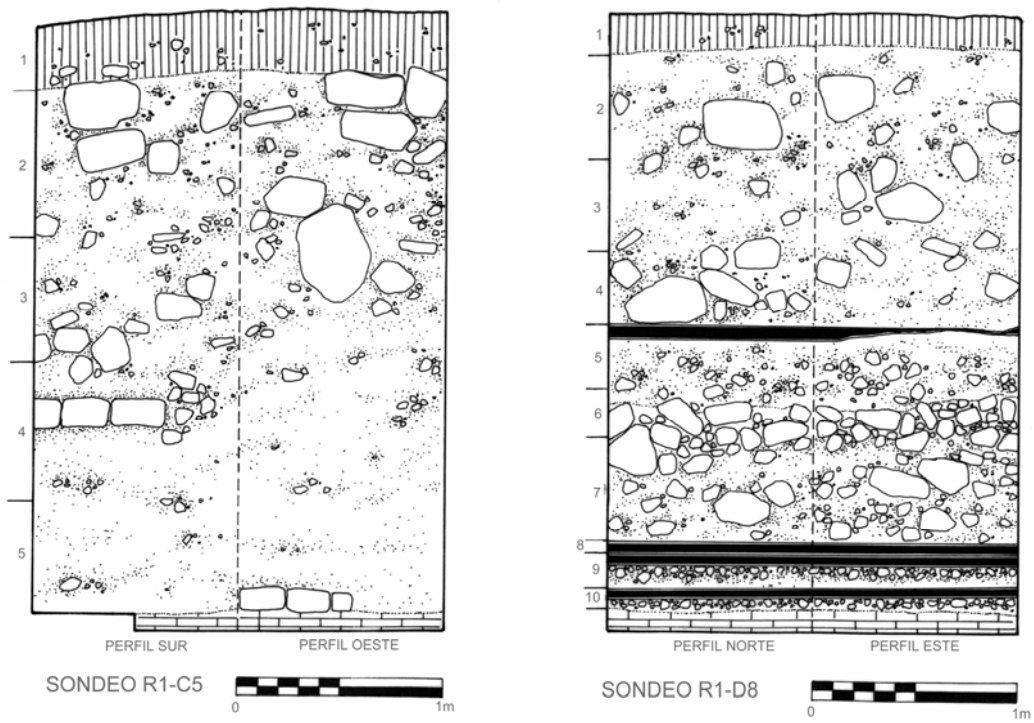 1
2
3
4
5
PERFIL SUR PERFIL OESTE
SONDEO R1-C5
0 1m
1
2
3
4
5
6
7
8
9
10
PERFIL NORTE PERFIL ESTE
SONDEO R1-D8
0 1m